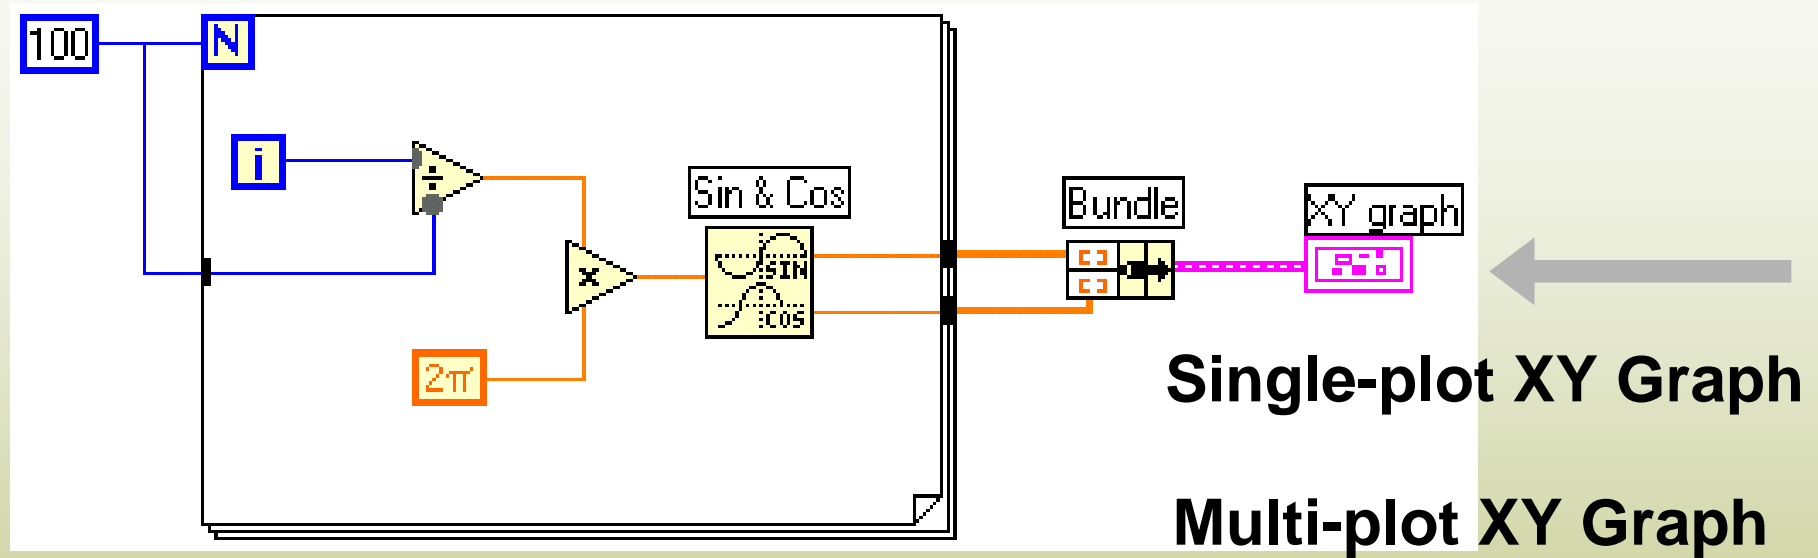 100
N
i
÷
Sin & Cos
Bundle
XY graph
SIN
x
COS
2π
Single-plot XY Graph
Multi-plot XY Graph